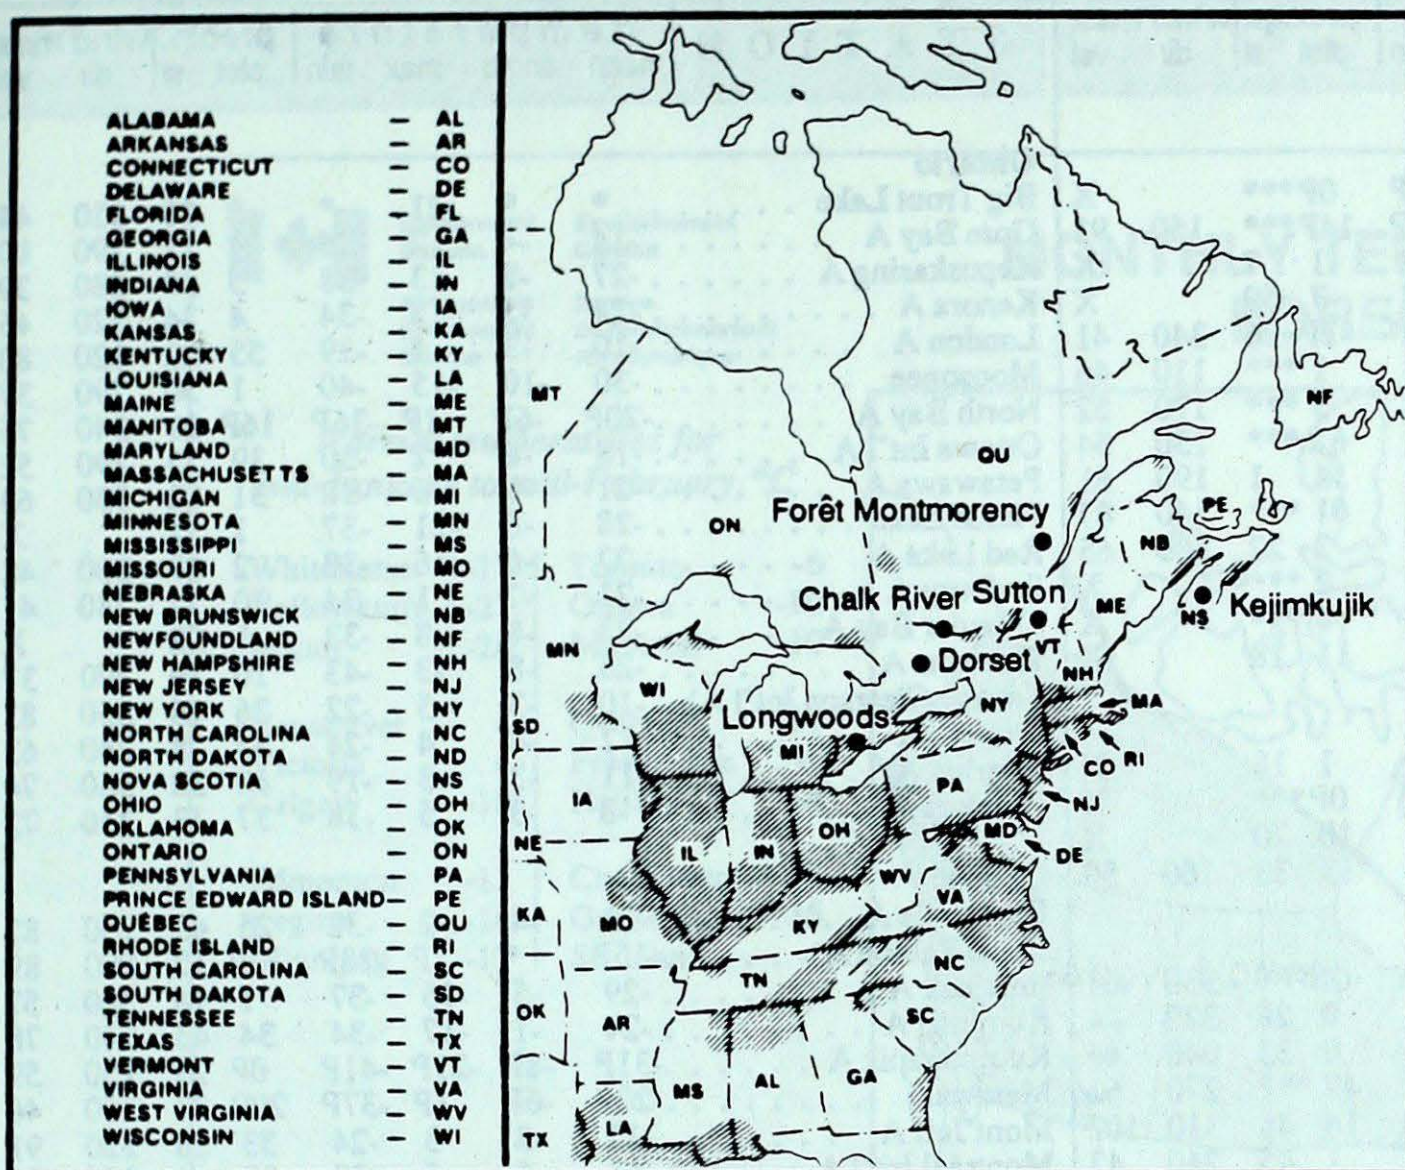 ALABAMA — AL
ARKANSAS — AR
CONNECTICUT — CO
DELAWARE — DE
FLORIDA — FL
GEORGIA — GA
ILLINOIS — IL
INDIANA — IN
IOWA — IA
KANSAS — KA
KENTUCKY — KY
LOUISIANA — LA
MAINE — ME
MANITOBA — MT
MARYLAND — MD
MASSACHUSETTS — MA
MICHIGAN — MI
MINNESOTA — MN
MISSISSIPPI — MS
MISSOURI — MO
NEBRASKA — NE
NEW BRUNSWICK — NB
NEWFOUNDLAND — NF
NEW HAMPSHIRE — NH
NEW JERSEY — NJ
NEW YORK — NY
NORTH CAROLINA — NC
NORTH DAKOTA — ND
NOVA SCOTIA — NS
OHIO — OH
OKLAHOMA — OK
ONTARIO — ON
PENNSYLVANIA — PA
PRINCE EDWARD ISLAND — PE
QUÉBEC — QU
RHODE ISLAND — RI
SOUTH CAROLINA — SC
SOUTH DAKOTA — SD
TENNESSEE — TN
TEXAS — TX
VERMONT — VT
VIRGINIA — VA
WEST VIRGINIA — WV
WISCONSIN — WI
MT
NF
QU
ON
Forêt Montmorency
PE
NB
Chalk River
Sutton
ME
NS
Kejimkujik
MN
Dorset
VT
NH
WI
NY
MA
SD
Longwoods
MI
CO
RI
IA
PA
NJ
NE
IL
IN
OH
MD
DE
WV
VA
KA
MO
KY
NC
TN
OK
AR
SC
MS
AL
GA
LA
TX